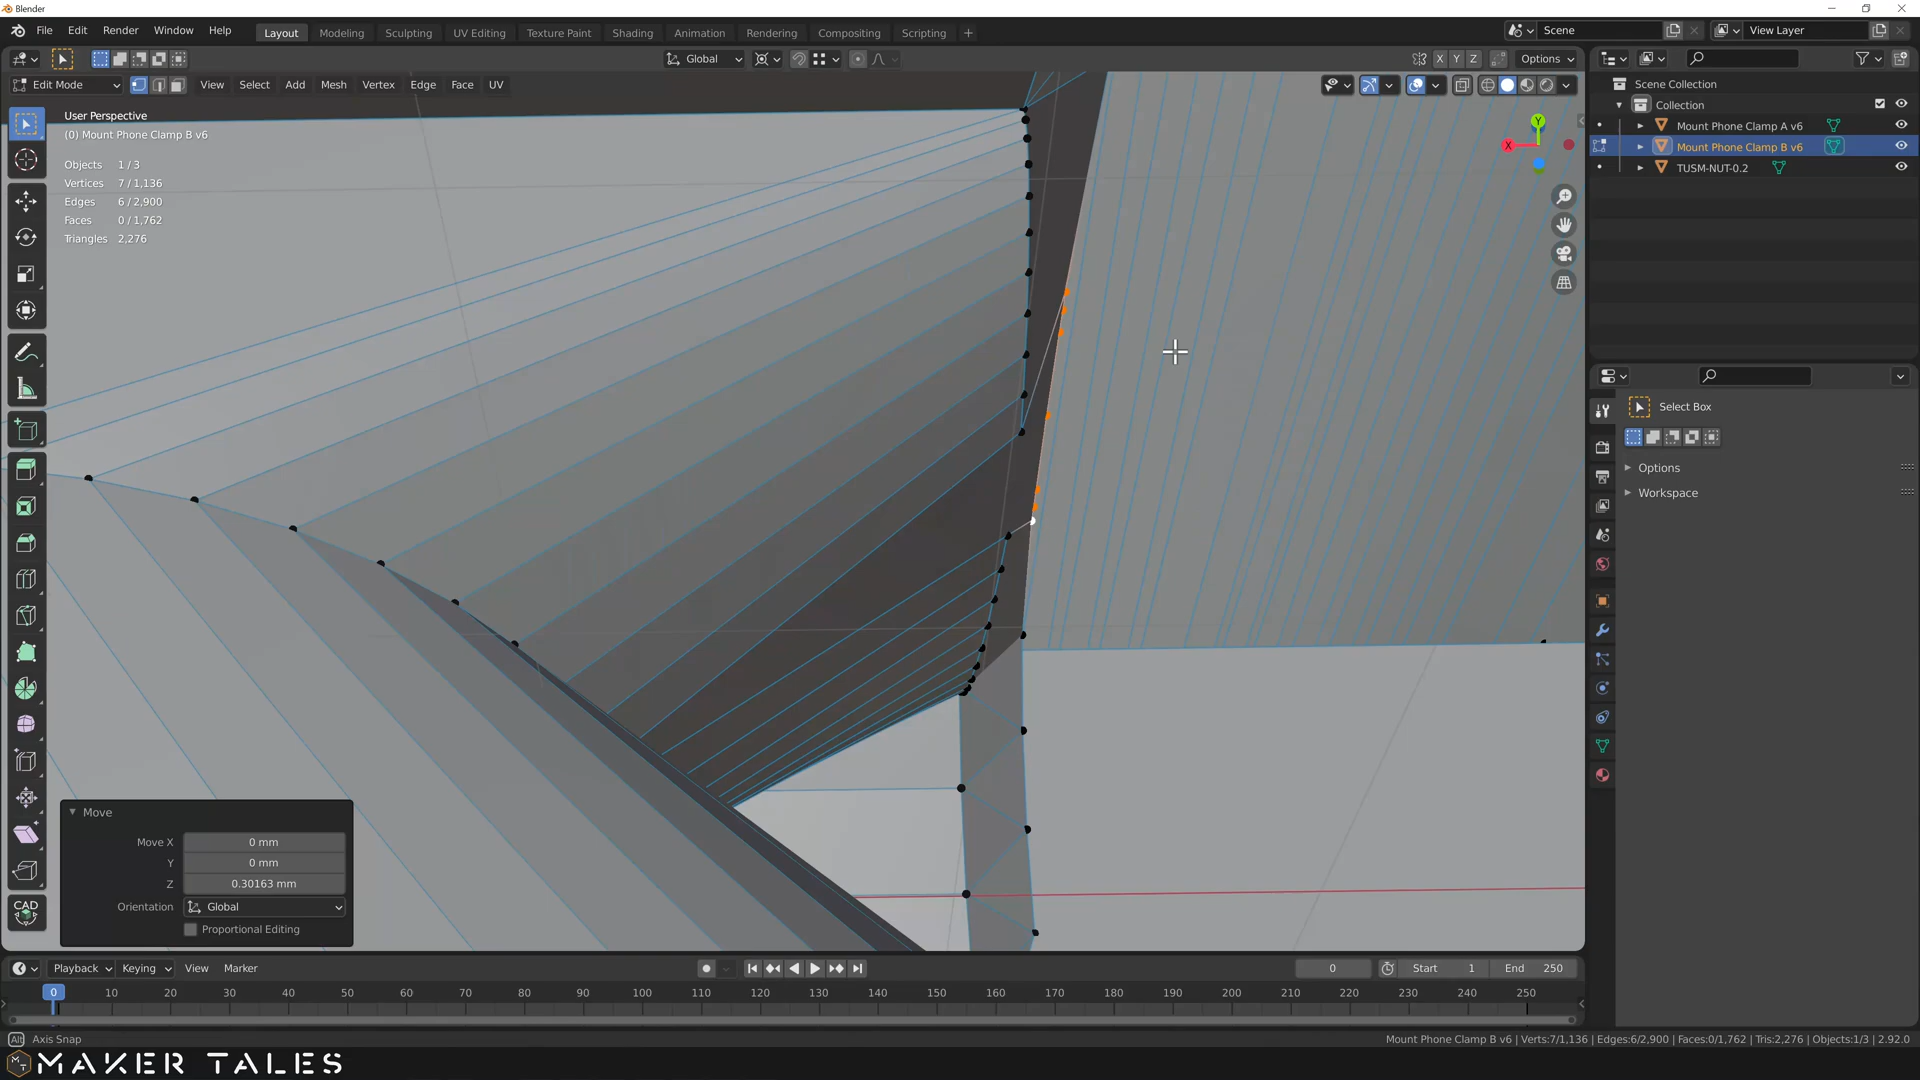 Blender
File Edit Render Window Help
Layout Modeling Sculpting UV Editing Texture Paint Shading Animation Rendering Compositing Scripting +
Scene
View Layer
Global
X Y Z
Options
Edit Mode
View Select Add Mesh Vertex Edge Face UV
User Perspective
(0) Mount Phone Clamp B v6
Objects 1 / 3
Vertices 7 / 1,136
Edges 6 / 2,900
Faces 0 / 1,762
Triangles 2,276
Y
X
Scene Collection
Collection
Mount Phone Clamp A v6
Mount Phone Clamp B v6
TUSM-NUT-0.2
Select Box
Options
Workspace
CAD
Move
Move X 0 mm
Y 0 mm
Z 0.30163 mm
Orientation Global
Proportional Editing
Playback Keying View Marker
0
Start 1
End 250
0 10 20 30 40 50 60 70 80 90 100 110 120 130 140 150 160 170 180 190 200 210 220 230 240 250
Alt Axis Snap
Mount Phone Clamp B v6 | Verts:7/1,136 | Edges:6/2,900 | Faces:0/1,762 | Tris:2,276 | Objects:1/3 | 2.92.0
MAKER TALES